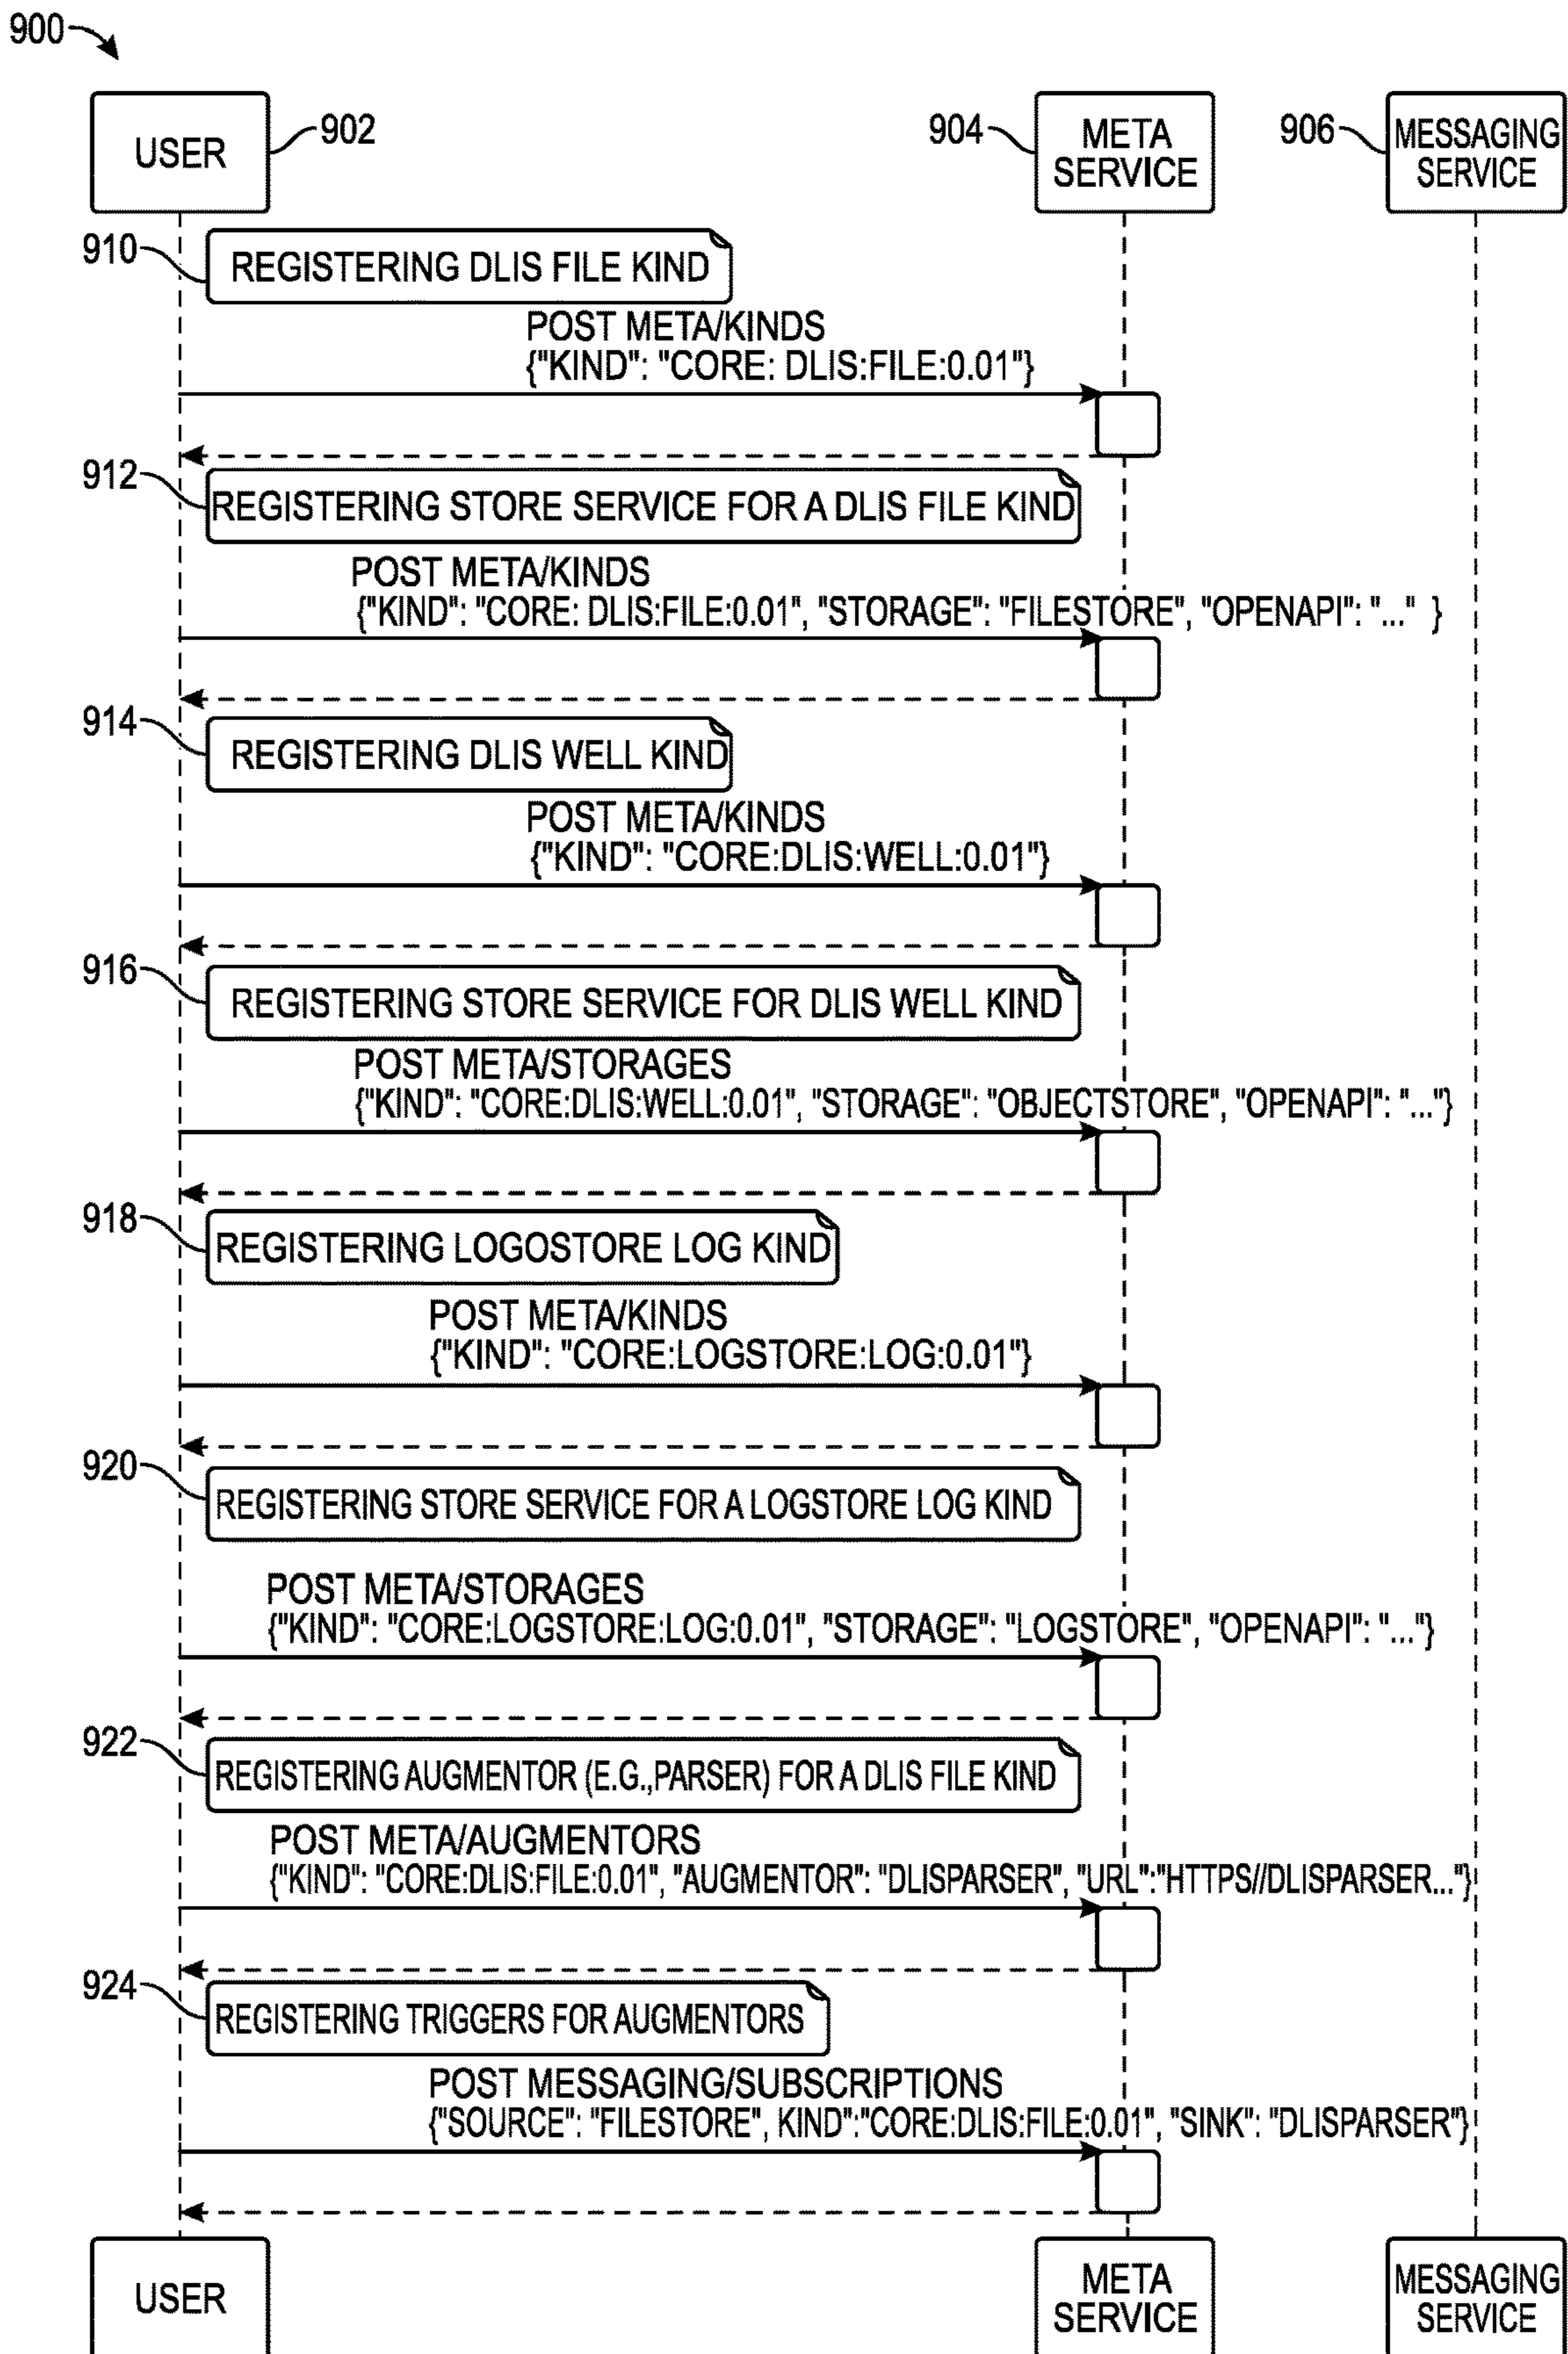 900
USER
902
904
META
SERVICE
906
MESSAGING
SERVICE
910
REGISTERING DLIS FILE KIND
POST META/KINDS
{"KIND": "CORE: DLIS:FILE:0.01"}
912
REGISTERING STORE SERVICE FOR A DLIS FILE KIND
POST META/KINDS
{"KIND": "CORE: DLIS:FILE:0.01", "STORAGE": "FILESTORE", "OPENAPI": "..." }
914
REGISTERING DLIS WELL KIND
POST META/KINDS
{"KIND": "CORE:DLIS:WELL:0.01"}
916
REGISTERING STORE SERVICE FOR DLIS WELL KIND
POST META/STORAGES
{"KIND": "CORE:DLIS:WELL:0.01", "STORAGE": "OBJECTSTORE", "OPENAPI": "..."}
918
REGISTERING LOGOSTORE LOG KIND
POST META/KINDS
{"KIND": "CORE:LOGSTORE:LOG:0.01"}
920
REGISTERING STORE SERVICE FOR A LOGSTORE LOG KIND
POST META/STORAGES
{"KIND": "CORE:LOGSTORE:LOG:0.01", "STORAGE": "LOGSTORE", "OPENAPI": "..."}
922
REGISTERING AUGMENTOR (E.G.,PARSER) FOR A DLIS FILE KIND
POST META/AUGMENTORS
{"KIND": "CORE:DLIS:FILE:0.01", "AUGMENTOR": "DLISPARSER", "URL":"HTTPS//DLISPARSER..."}
924
REGISTERING TRIGGERS FOR AUGMENTORS
POST MESSAGING/SUBSCRIPTIONS
{"SOURCE": "FILESTORE", KIND":"CORE:DLIS:FILE:0.01", "SINK": "DLISPARSER"}
USER
META
SERVICE
MESSAGING
SERVICE